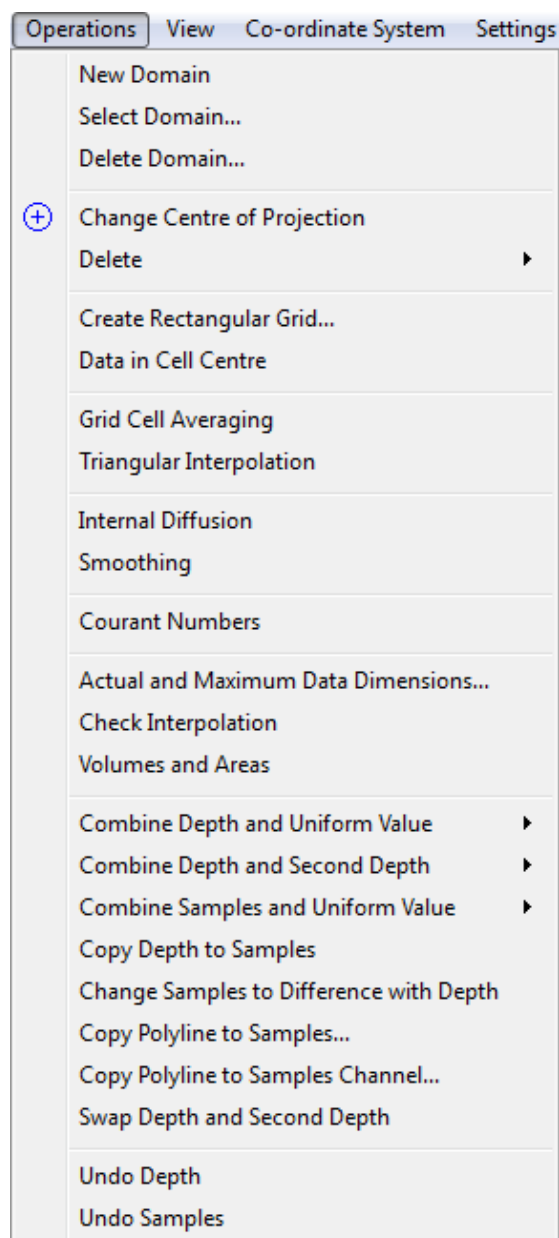 Operations View Co-ordinate System Settings
New Domain
Select Domain...
Delete Domain...
Change Centre of Projection
Delete
Create Rectangular Grid...
Data in Cell Centre
Grid Cell Averaging
Triangular Interpolation
Internal Diffusion
Smoothing
Courant Numbers
Actual and Maximum Data Dimensions...
Check Interpolation
Volumes and Areas
Combine Depth and Uniform Value
Combine Depth and Second Depth
Combine Samples and Uniform Value
Copy Depth to Samples
Change Samples to Difference with Depth
Copy Polyline to Samples...
Copy Polyline to Samples Channel...
Swap Depth and Second Depth
Undo Depth
Undo Samples